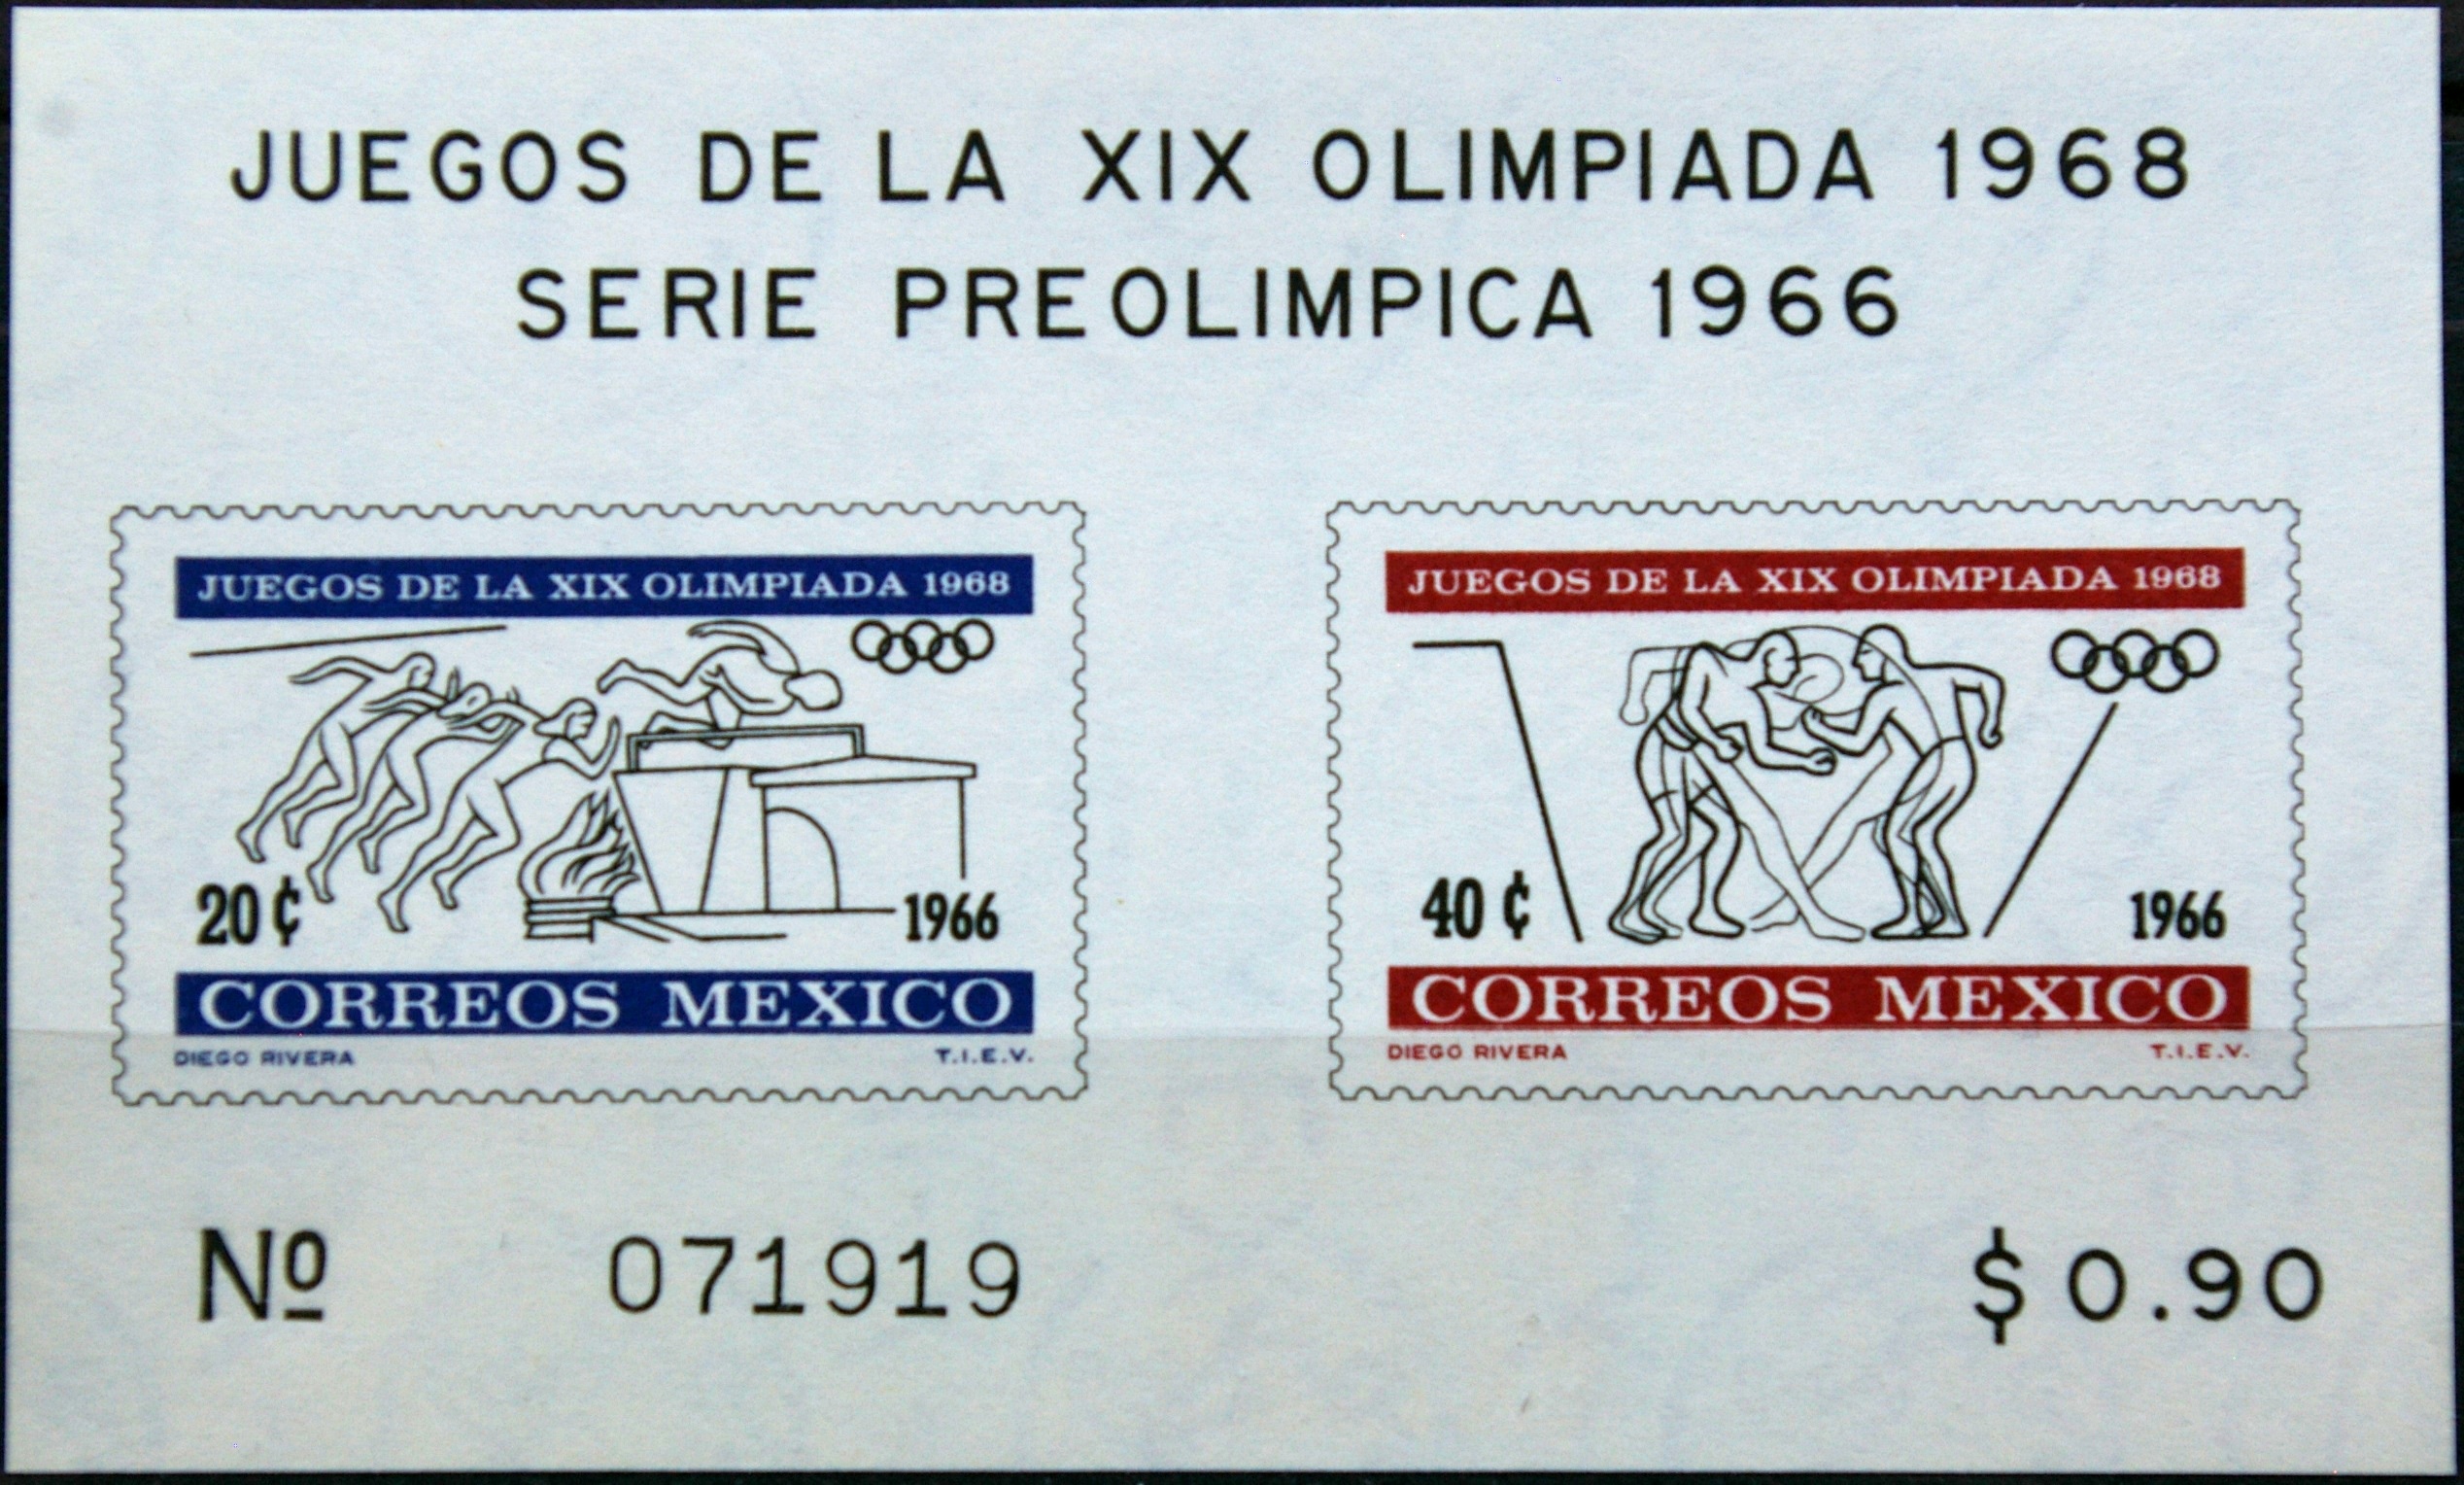 JUEGOS DE LA XIX OLIMPIADA 1968
SERIE PREOLIMPICA 1966
JUEGOS DE LA XIX OLIMPIADA 1968
20 ¢
1966
CORREOS MEXICO
DIEGO RIVERA T.I.E.V.
JUEGOS DE LA XIX OLIMPIADA 1968
40 ¢
1966
CORREOS MEXICO
DIEGO RIVERA T.I.E.V.
Nº 071919 $0.90